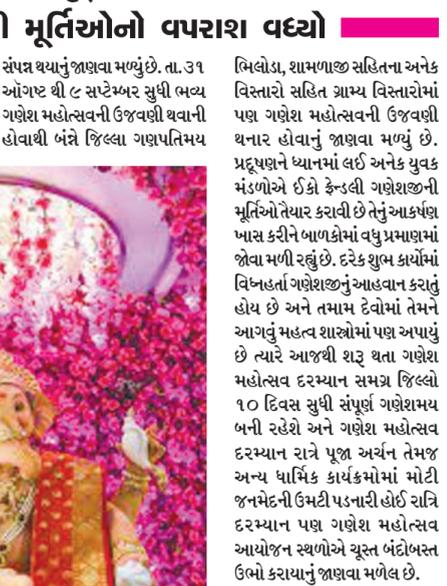 મૂર્તિઓનો વપરાશ વધ્યો
સંપન્ન થયાનું જાણવા મળ્યું છે. તા.૩૧
ઑગષ્ટ થી ૯ સપ્ટેમ્બર સુધી ભવ્ય
ગણેશ મહોત્સવની ઉજવણી થવાની
હોવાથી બંન્ને જિલ્લા ગણપતિમય
ભિલોડા, શામળાજી સહિતના અનેક
વિસ્તારો સહિત ગ્રામ્ય વિસ્તારોમાં
પણ ગણેશ મહોત્સવની ઉજવણી
થનાર હોવાનું જાણવા મળ્યું છે.
પ્રદૂષણને ધ્યાનમાં લઈ અનેક યુવક
મંડળોએ ઈકો ફ્રેન્ડલી ગણેશજીની
મૂર્તિઓ તૈયાર કરાવી છે તેનું આકર્ષણ
ખાસ કરીને બાળકોમાં વધુ પ્રમાણમાં
જોવા મળી રહ્યું છે. દરેક શુભ કાર્યોમાં
વિઘ્નહર્તા ગણેશજીનું આહવાન કરાતું
હોય છે અને તમામ દેવોમાં તેમને
આગવું મહત્વ શાસ્ત્રોમાં પણ અપાયું
છે ત્યારે આજથી શરૂ થતા ગણેશ
મહોત્સવ દરમ્યાન સમગ્ર જિલ્લો
૧૦ દિવસ સુધી સંપૂર્ણ ગણેશમય
બની રહેશે અને ગણેશ મહોત્સવ
દરમ્યાન રાત્રે પૂજા અર્ચન તેમજ
અન્ય ધાર્મિક કાર્યક્રમોમાં મોટી
જનમેદની ઉમટી પડનારી હોઈ રાત્રિ
દરમ્યાન પણ ગણેશ મહોત્સવ
આયોજન સ્થળોએ ચૂસ્ત બંદોબસ્ત
ઉભો કરાયાનું જાણવા મળેલ છે.